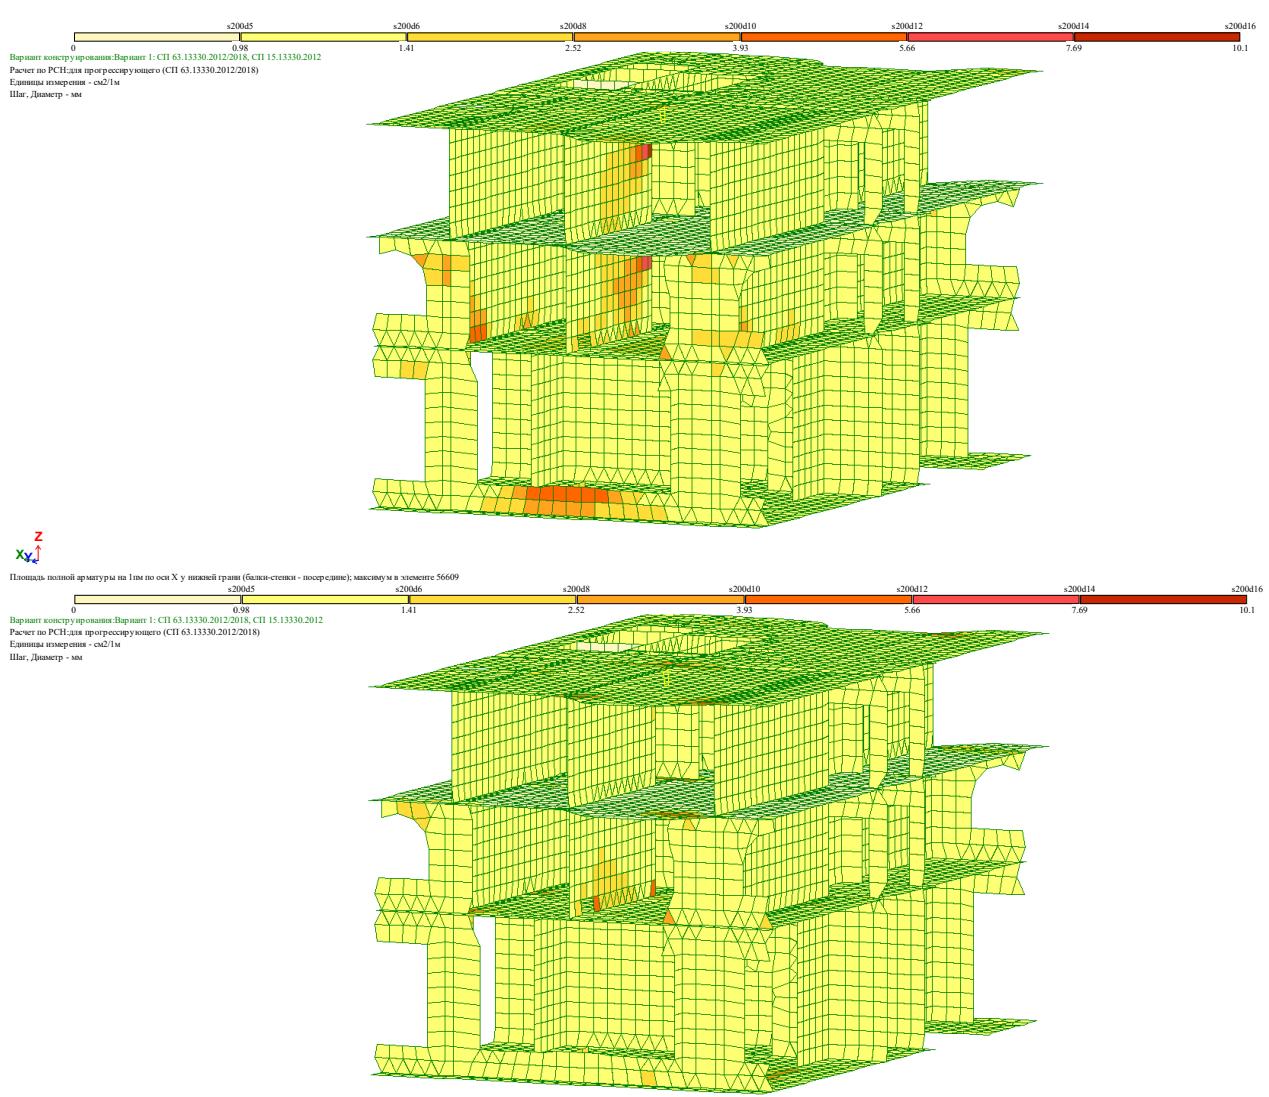 s200d5 s200d6 s200d8 s200d10 s200d12 s200d14 s200d16
0 0.98 1.41 2.52 3.93 5.66 7.69 10.1
Вариант конструирования:Вариант 1: СП 63.13330.2012/2018, СП 15.13330.2012
Расчет по РСН:для прогрессирующего (СП 63.13330.2012/2018)
Единицы измерения - см2/1м
Шаг, Диаметр - мм
Z
X Y
Площадь полной арматуры на 1пм по оси X у нижней грани (балки-стенки - посередине); максимум в элементе 56609
s200d5 s200d6 s200d8 s200d10 s200d12 s200d14 s200d16
0 0.98 1.41 2.52 3.93 5.66 7.69 10.1
Вариант конструирования:Вариант 1: СП 63.13330.2012/2018, СП 15.13330.2012
Расчет по РСН:для прогрессирующего (СП 63.13330.2012/2018)
Единицы измерения - см2/1м
Шаг, Диаметр - мм